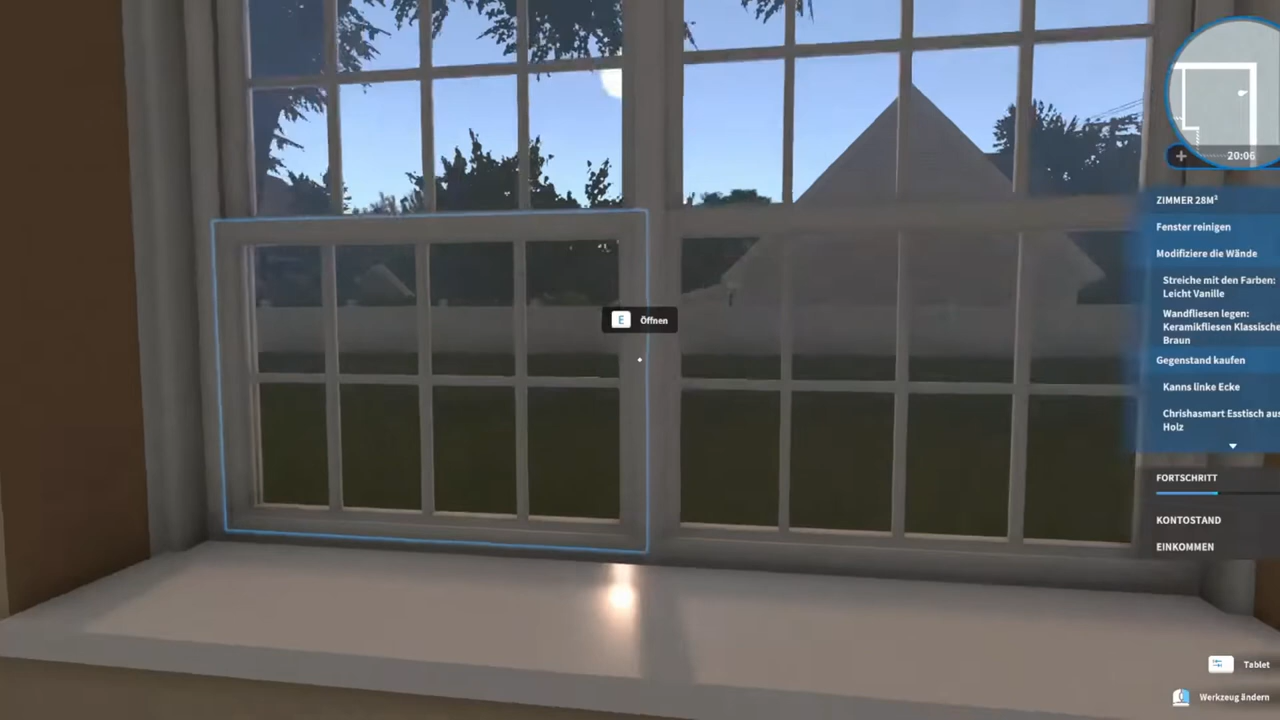 20:06
ZIMMER 28M²
Fenster reinigen
Modifiziere die Wände
Streiche mit den Farben:
Leicht Vanille
Wandfliesen legen:
Keramikfliesen Klassische
Braun
Gegenstand kaufen
Kanns linke Ecke
Chrishasmart Esstisch aus
Holz
E Öffnen
FORTSCHRITT
KONTOSTAND
EINKOMMEN
Tablet
Werkzeug ändern